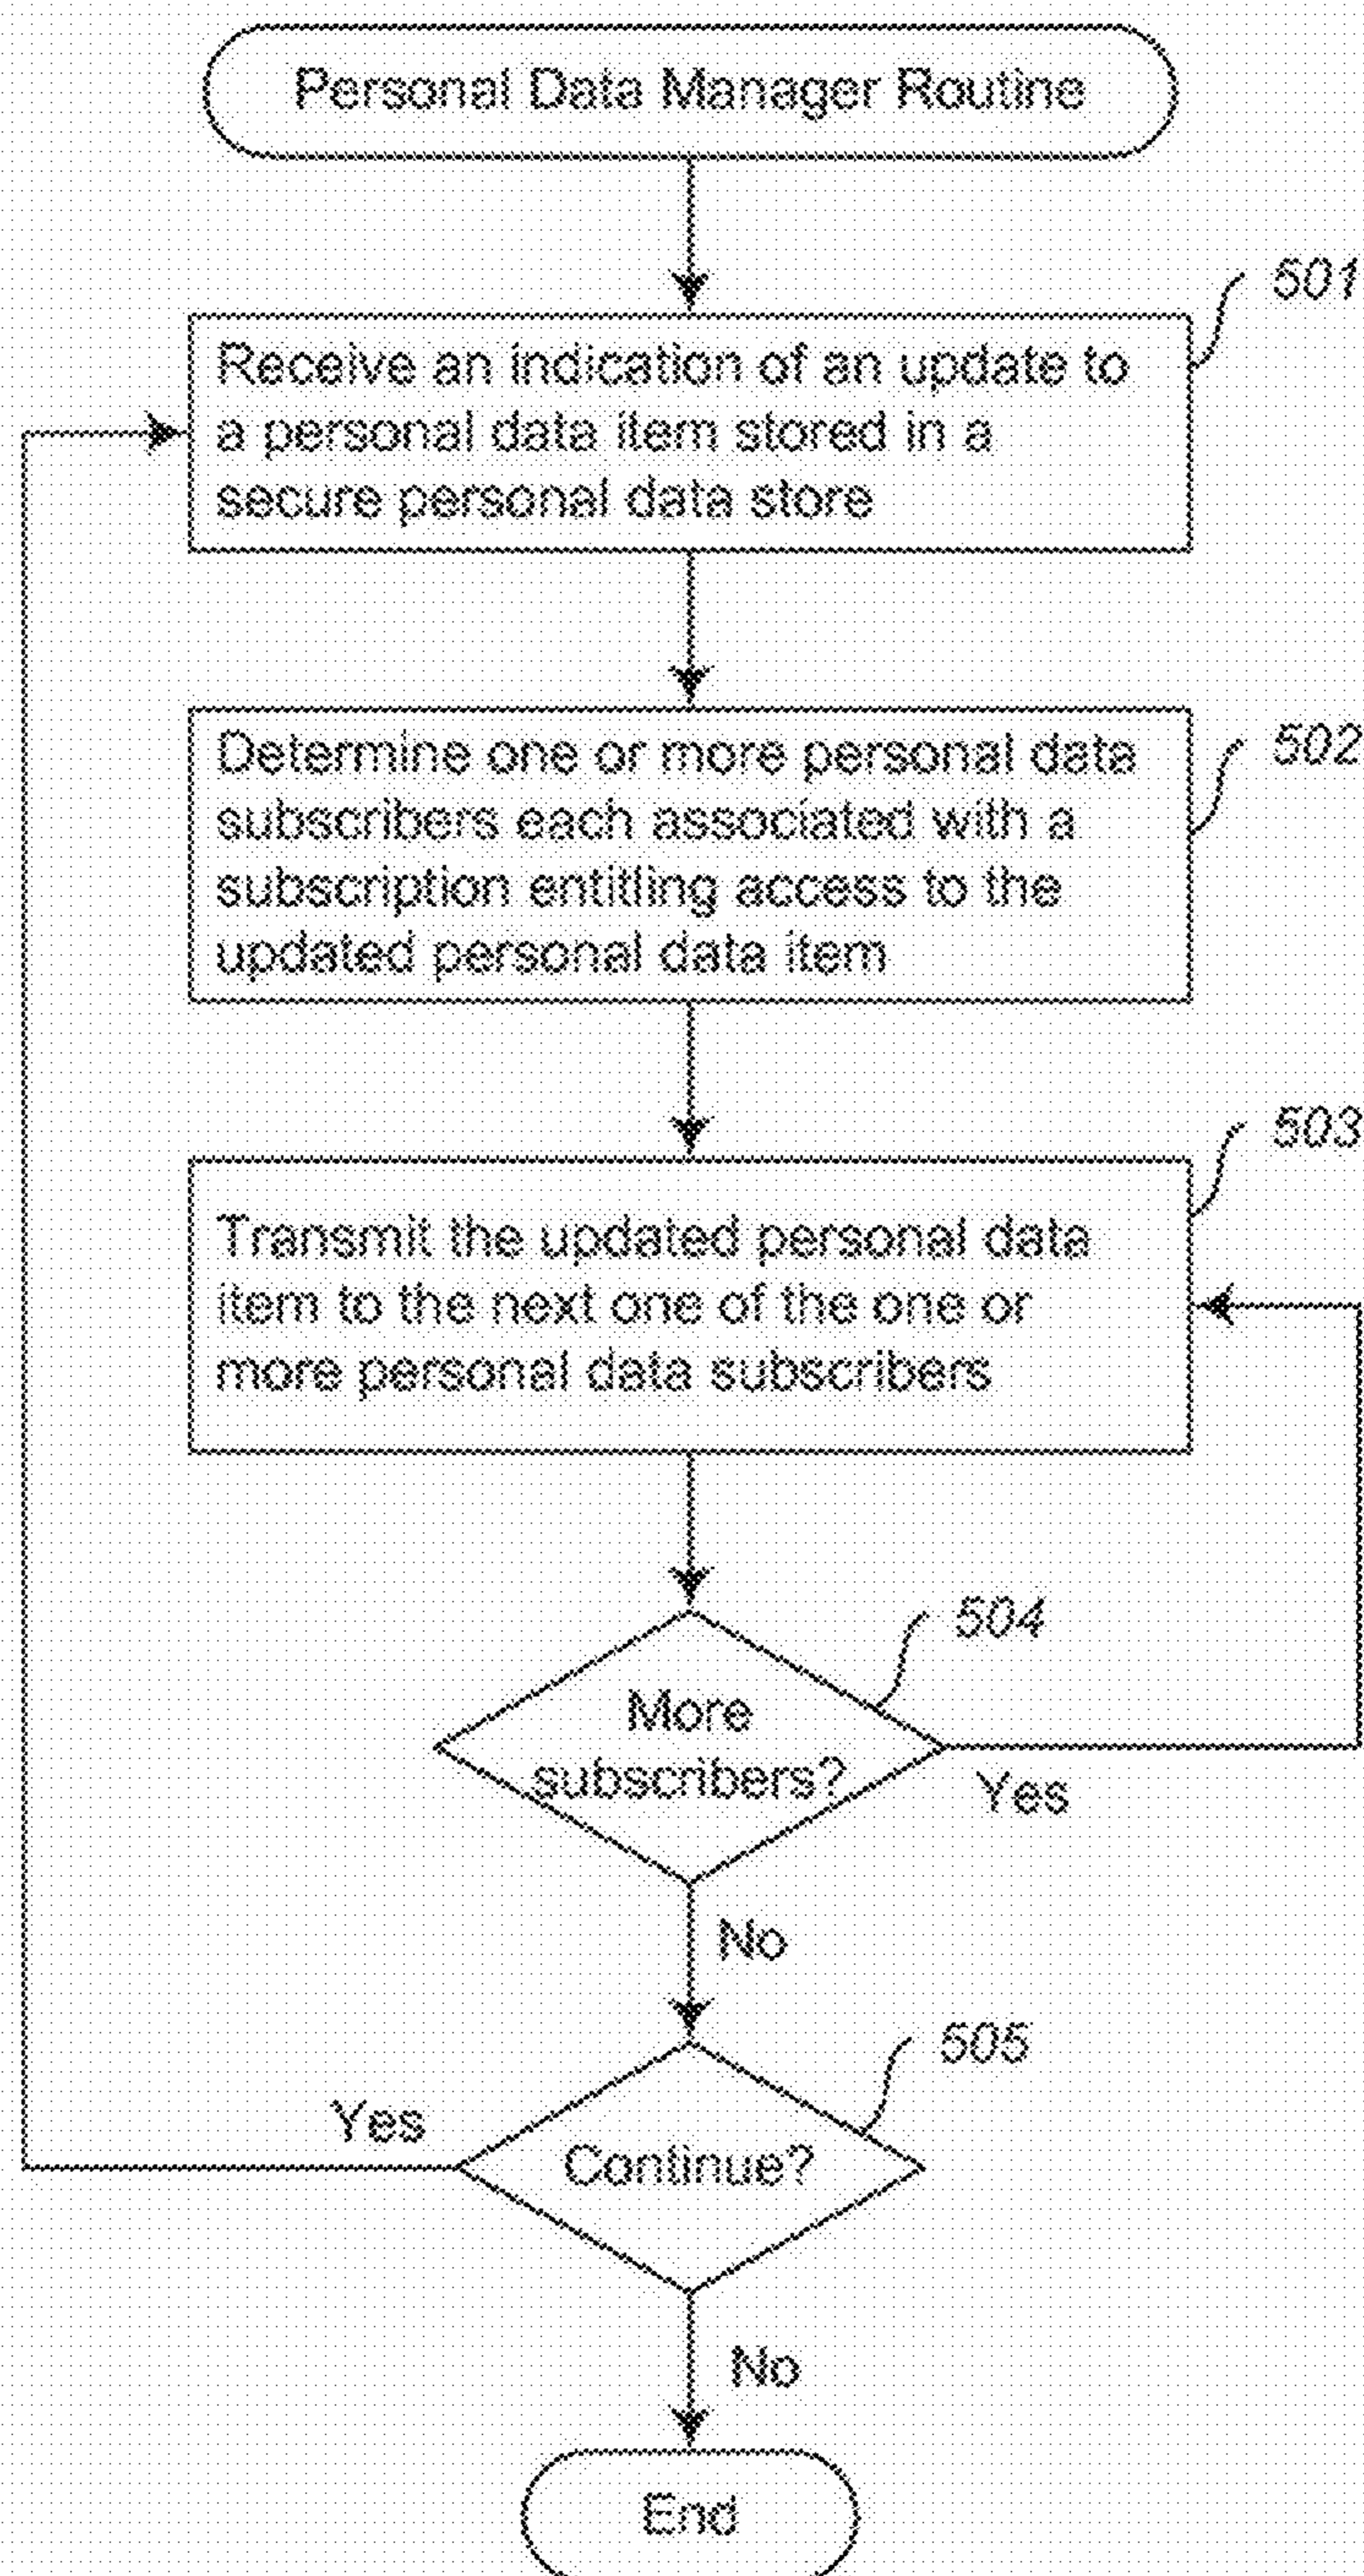 Personal Data Manager Routine
501
Receive an indication of an update to
a personal data item stored in a
secure personal data store
502
Determine one or more personal data
subscribers each associated with a
subscription entitling access to the
updated personal data item
503
Transmit the updated personal data
item to the next one of the one or
more personal data subscribers
504
More
subscribers?
Yes
No
505
Yes
Continue?
No
End